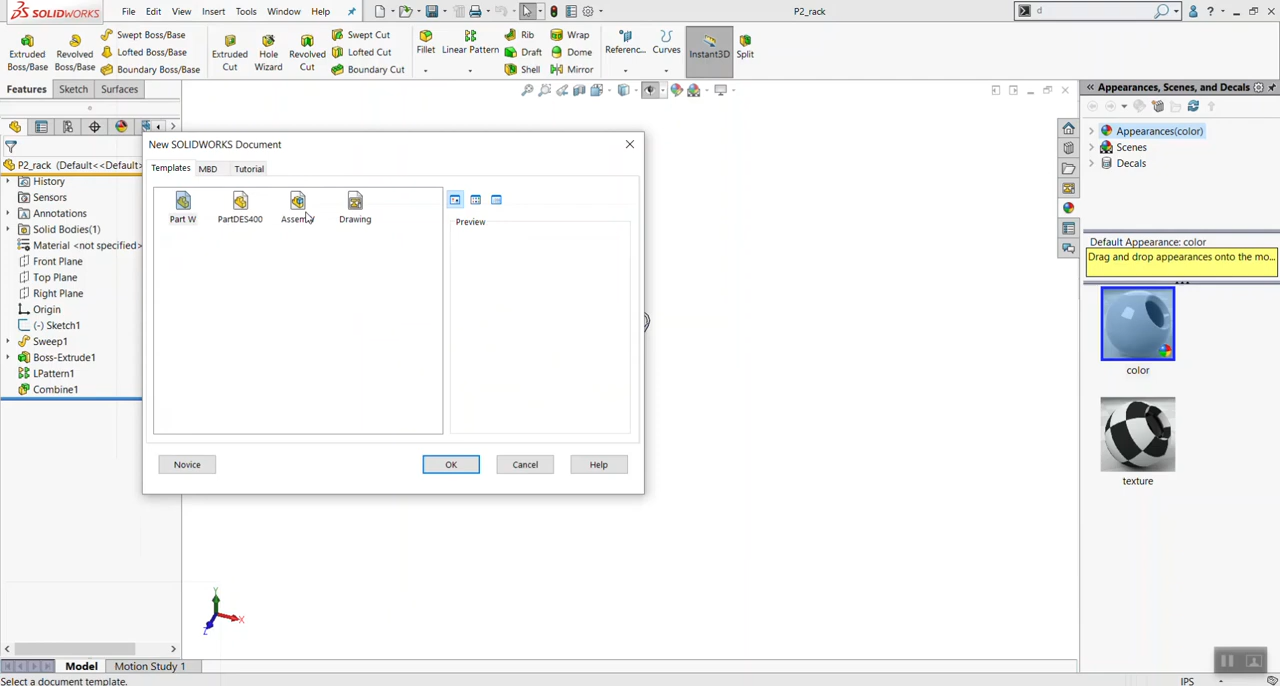 SOLIDWORKS File Edit View Insert Tools Window Help P2_rack d ?
Extruded Boss/Base Revolved Boss/Base Swept Boss/Base Lofted Boss/Base Boundary Boss/Base Extruded Cut Hole Wizard Revolved Cut Swept Cut Lofted Cut Boundary Cut Fillet Linear Pattern Rib Draft Shell Wrap Dome Mirror Referenc... Curves Instant3D Split
Features Sketch Surfaces
Appearances, Scenes, and Decals
P2_rack (Default<<Default>
History
Sensors
Annotations
Solid Bodies(1)
Material <not specified>
Front Plane
Top Plane
Right Plane
Origin
(-) Sketch1
Sweep1
Boss-Extrude1
LPattern1
Combine1
New SOLIDWORKS Document
Templates MBD Tutorial
Part W PartDES400 Assembly Drawing
Preview
Novice OK Cancel Help
Appearances(color)
Scenes
Decals
Default Appearance: color
Drag and drop appearances onto the mo...
color
texture
Y
X
Z
Model Motion Study 1
Select a document template. IPS